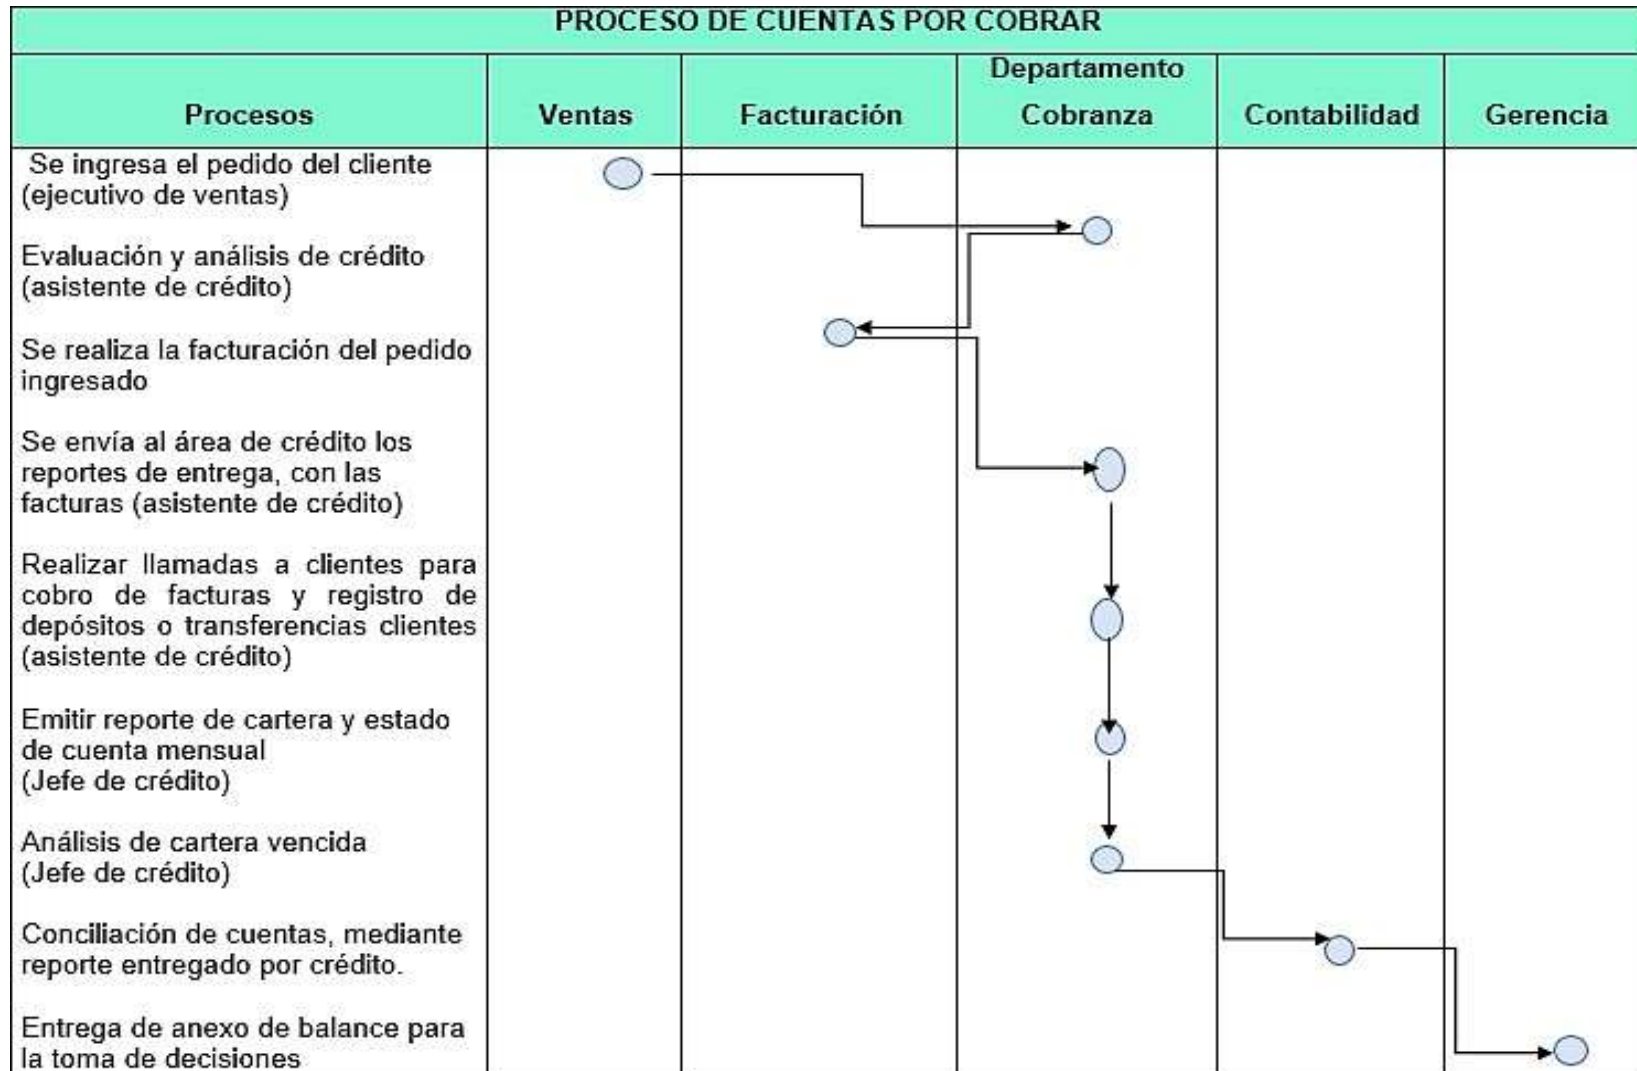 PROCESO DE CUENTAS POR COBRAR
Procesos
Ventas
Facturación
Departamento
Cobranza
Contabilidad
Gerencia
Se ingresa el pedido del cliente
(ejecutivo de ventas)
Evaluación y análisis de crédito
(asistente de crédito)
Se realiza la facturación del pedido
ingresado
Se envía al área de crédito los
reportes de entrega, con las
facturas (asistente de crédito)
Realizar llamadas a clientes para
cobro de facturas y registro de
depósitos o transferencias clientes
(asistente de crédito)
Emitir reporte de cartera y estado
de cuenta mensual
(Jefe de crédito)
Análisis de cartera vencida
(Jefe de crédito)
Conciliación de cuentas, mediante
reporte entregado por crédito.
Entrega de anexo de balance para
la toma de decisiones